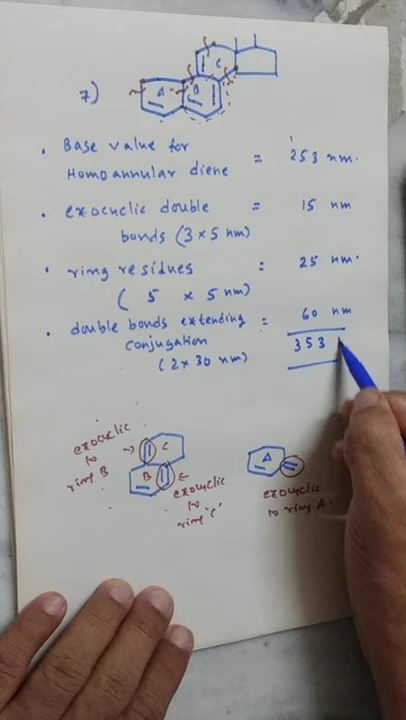 7)
A
B
C
• Base value for
Homoannular diene = 253 nm.
• exocyclic double = 15 nm
bonds (3 x 5 nm)
• ring residues : 25 nm.
( 5 x 5 nm)
• double bonds extending = 60 nm
conjugation 353
(2 x 30 nm)
exocyclic
to
ring B
→
C
B
←
exocyclic
to
ring 'c'
A
exocyclic
to ring A.